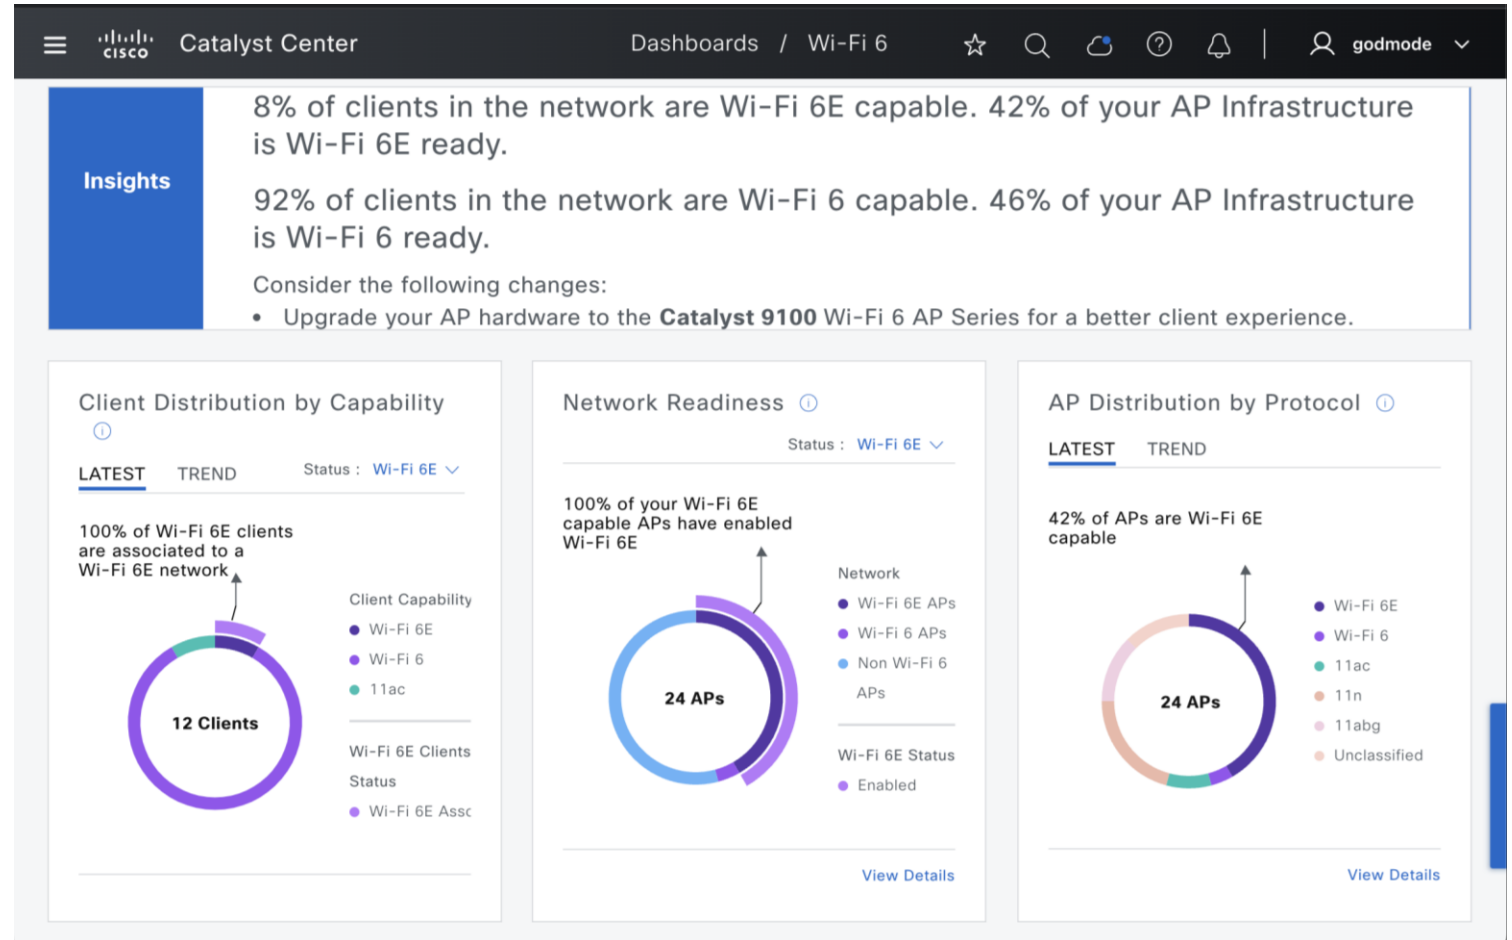 CISCO Catalyst Center Dashboards / Wi-Fi 6 godmode
Insights
8% of clients in the network are Wi-Fi 6E capable. 42% of your AP Infrastructure
is Wi-Fi 6E ready.
92% of clients in the network are Wi-Fi 6 capable. 46% of your AP Infrastructure
is Wi-Fi 6 ready.
Consider the following changes:
• Upgrade your AP hardware to the Catalyst 9100 Wi-Fi 6 AP Series for a better client experience.
Client Distribution by Capability
LATEST TREND Status : Wi-Fi 6E
100% of Wi-Fi 6E clients
are associated to a
Wi-Fi 6E network
12 Clients
Client Capability
Wi-Fi 6E
Wi-Fi 6
11ac
Wi-Fi 6E Clients
Status
Wi-Fi 6E Assc
Network Readiness
Status : Wi-Fi 6E
100% of your Wi-Fi 6E
capable APs have enabled
Wi-Fi 6E
24 APs
Network
Wi-Fi 6E APs
Wi-Fi 6 APs
Non Wi-Fi 6
APs
Wi-Fi 6E Status
Enabled
View Details
AP Distribution by Protocol
LATEST TREND
42% of APs are Wi-Fi 6E
capable
24 APs
Wi-Fi 6E
Wi-Fi 6
11ac
11n
11abg
Unclassified
View Details